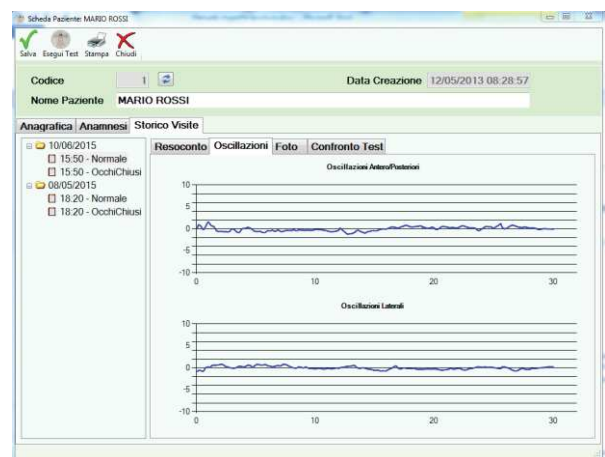 Scheda Paziente: MARIO ROSSI
Salva Esegui Test Stampa Chiudi
Codice 1 Data Creazione 12/05/2013 08:28:57
Nome Paziente MARIO ROSSI
Anagrafica Anamnesi Storico Visite
10/06/2015
15:50 - Normale
15:50 - OcchiChiusi
08/05/2015
18:20 - Normale
18:20 - OcchiChiusi
Resoconto Oscillazioni Foto Confronto Test
Oscillazioni Antero/Posteriori
10
5
0
-5
-10
0 10 20 30
Oscillazioni Laterali
10
5
0
-5
-10
0 10 20 30